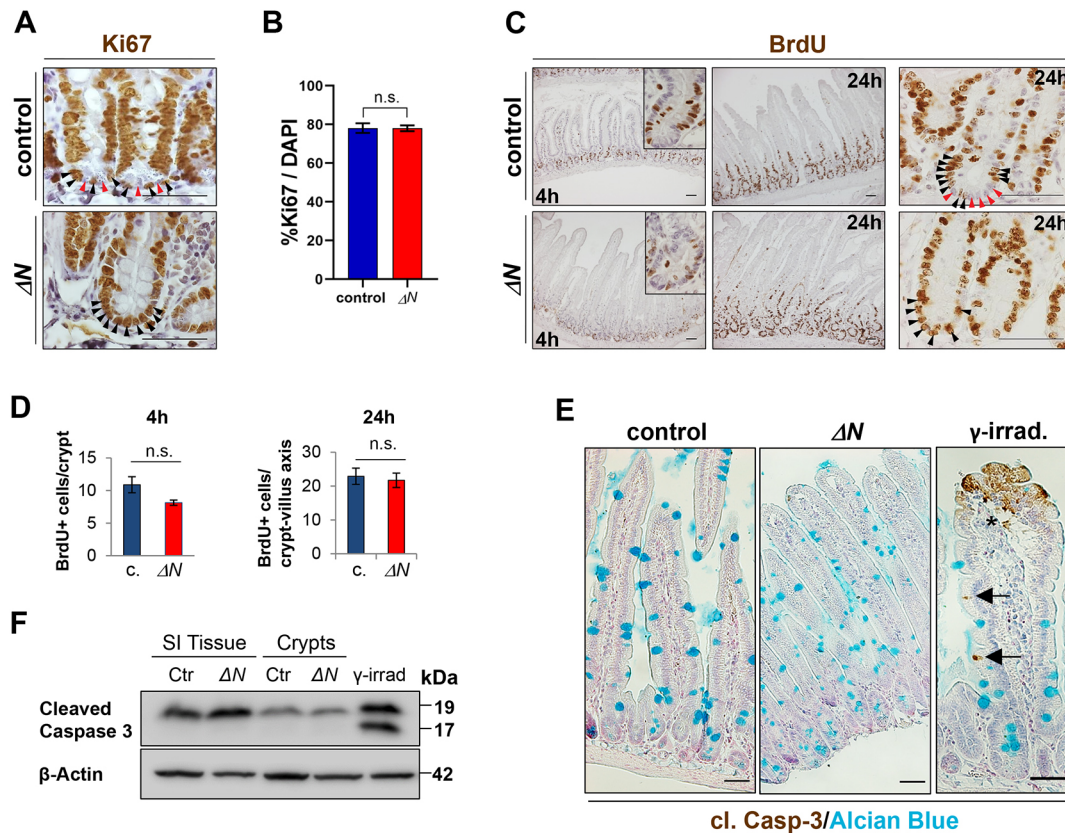 A
Ki67
control
ΔN
B
%Ki67 / DAPI
100
80
60
40
20
0
n.s.
control ΔN
C
BrdU
control
4h
24h
24h
ΔN
4h
24h
24h
D
4h
BrdU+ cells/crypt
15
10
5
0
n.s.
c. ΔN
24h
BrdU+ cells/
crypt-villus axis
30
20
10
0
n.s.
c. ΔN
E
control ΔN γ-irrad.
*
cl. Casp-3/Alcian Blue
F
SI Tissue Crypts
Ctr ΔN Ctr ΔN γ-irrad kDa
Cleaved
Caspase 3
19
17
β-Actin
42